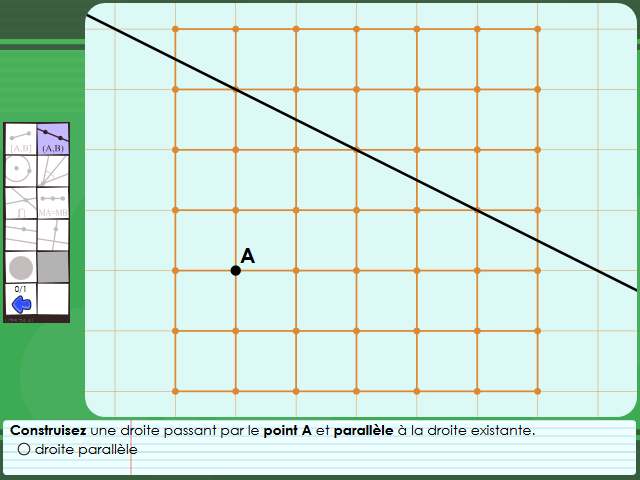 [A,B] (A,B)
MA=MB
0/1
A
Construisez une droite passant par le point A et parallèle à la droite existante.
droite parallèle